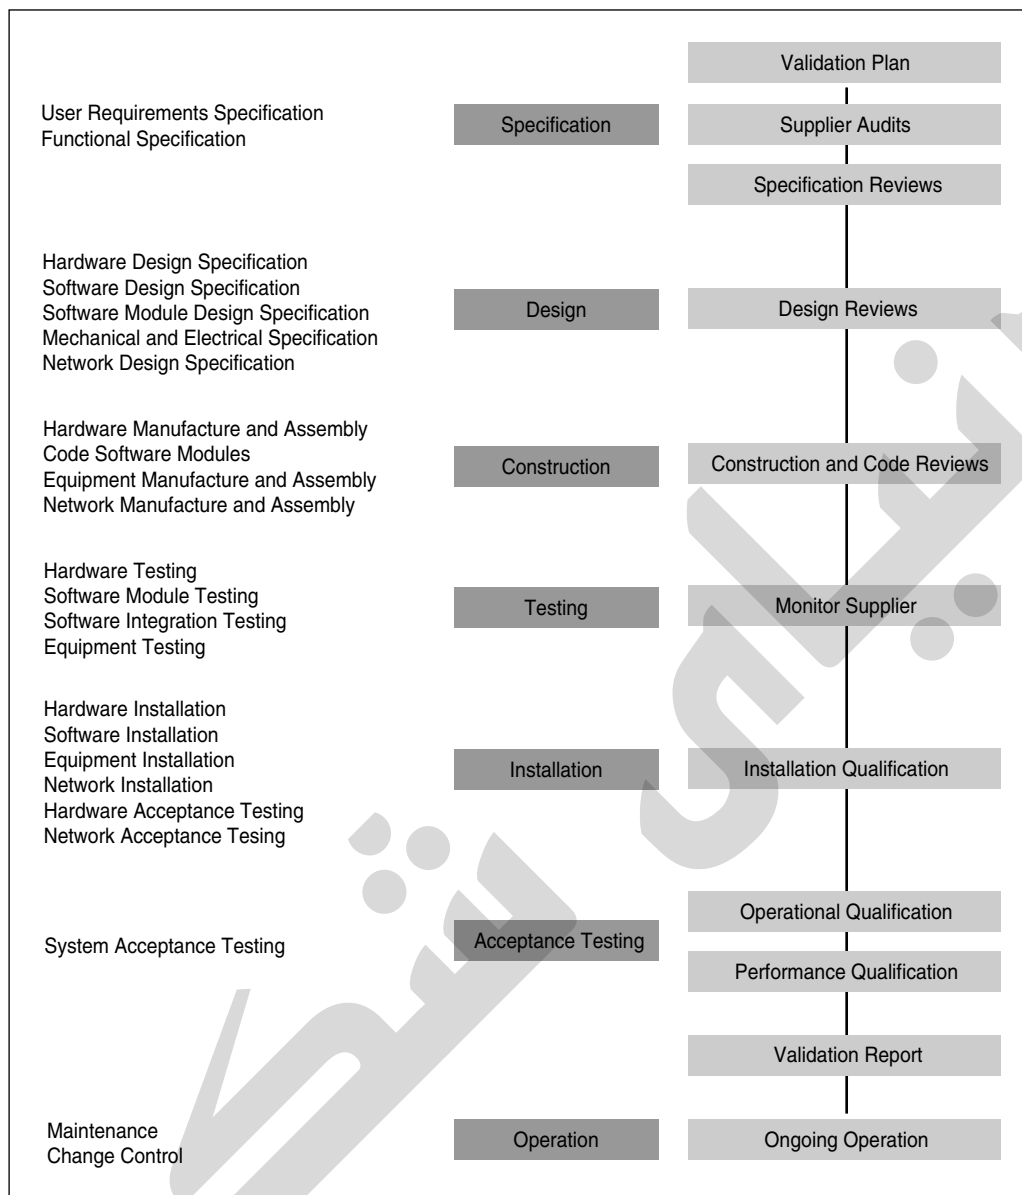 Validation Plan
User Requirements Specification
Functional Specification
Specification
Supplier Audits
Specification Reviews
Hardware Design Specification
Software Design Specification
Software Module Design Specification
Mechanical and Electrical Specification
Network Design Specification
Design
Design Reviews
Hardware Manufacture and Assembly
Code Software Modules
Equipment Manufacture and Assembly
Network Manufacture and Assembly
Construction
Construction and Code Reviews
Hardware Testing
Software Module Testing
Software Integration Testing
Equipment Testing
Testing
Monitor Supplier
Hardware Installation
Software Installation
Equipment Installation
Network Installation
Hardware Acceptance Testing
Network Acceptance Tesing
Installation
Installation Qualification
Operational Qualification
System Acceptance Testing
Acceptance Testing
Performance Qualification
Validation Report
Maintenance
Change Control
Operation
Ongoing Operation